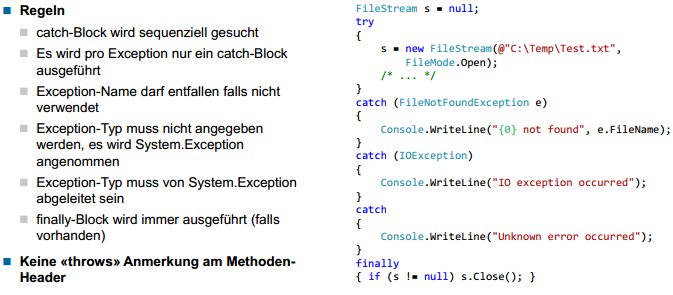 Regeln
catch-Block wird sequenziell gesucht
Es wird pro Exception nur ein catch-Block
ausgeführt
Exception-Name darf entfallen falls nicht
verwendet
Exception-Typ muss nicht angegeben
werden, es wird System.Exception
angenommen
Exception-Typ muss von System.Exception
abgeleitet sein
finally-Block wird immer ausgeführt (falls
vorhanden)
Keine «throws» Anmerkung am Methoden-
Header
FileStream s = null;
try
{
    s = new FileStream(@"C:\Temp\Test.txt",
        FileMode.Open);
    /* ... */
}
catch (FileNotFoundException e)
{
    Console.WriteLine("{0} not found", e.FileName);
}
catch (IOException)
{
    Console.WriteLine("IO exception occurred");
}
catch
{
    Console.WriteLine("Unknown error occurred");
}
finally
{ if (s != null) s.Close(); }